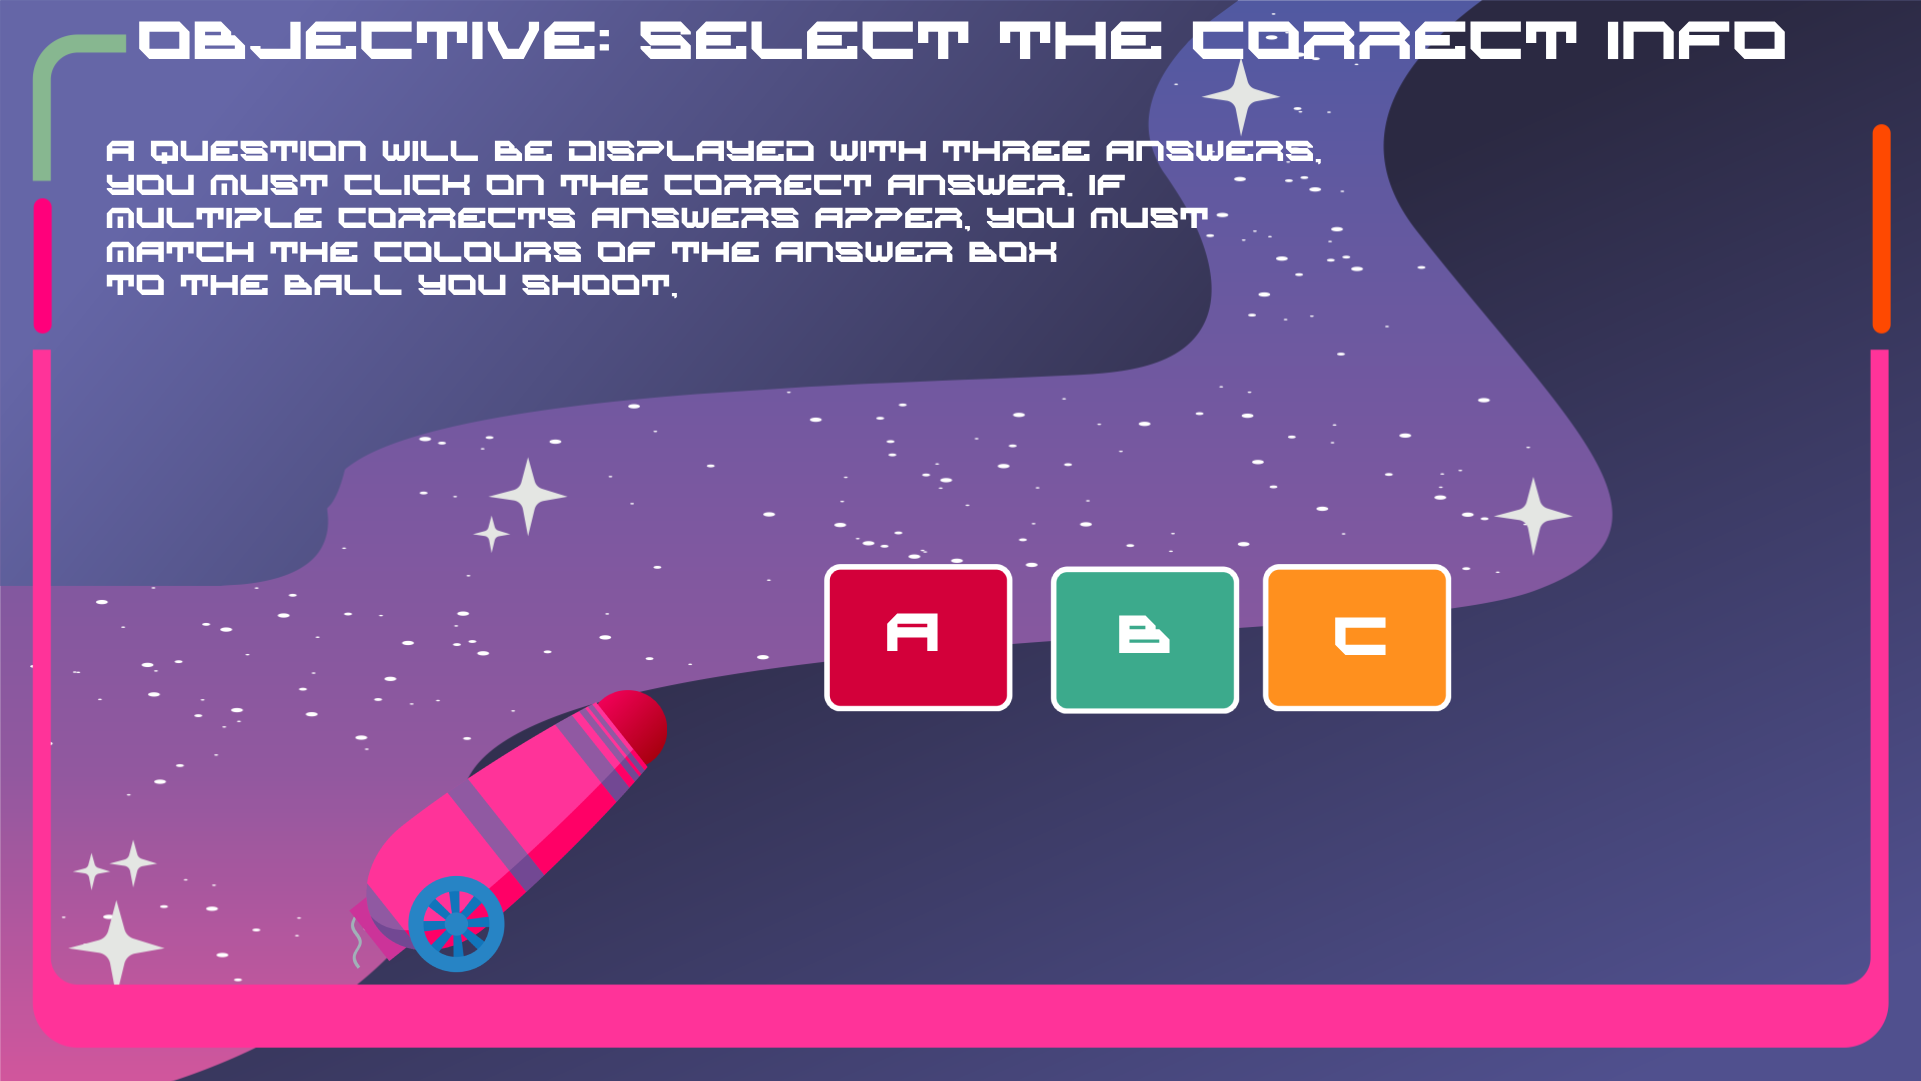 OBJECTIVE: SELECT THE CORRECT INFO
A QUESTION WILL BE DISPLAYED WITH THREE ANSWERS,
YOU MUST CLICK ON THE CORRECT ANSWER. IF
MULTIPLE CORRECTS ANSWERS APPER, YOU MUST
MATCH THE COLOURS OF THE ANSWER BOX
TO THE BALL YOU SHOOT,
A B C